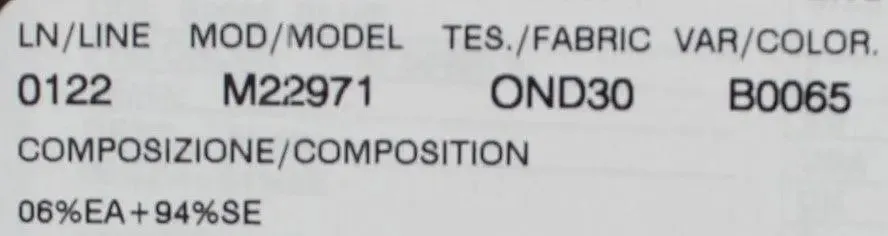 LN/LINE MOD/MODEL TES./FABRIC VAR/COLOR.
0122 M22971 OND30 B0065
COMPOSIZIONE/COMPOSITION
06%EA+94%SE